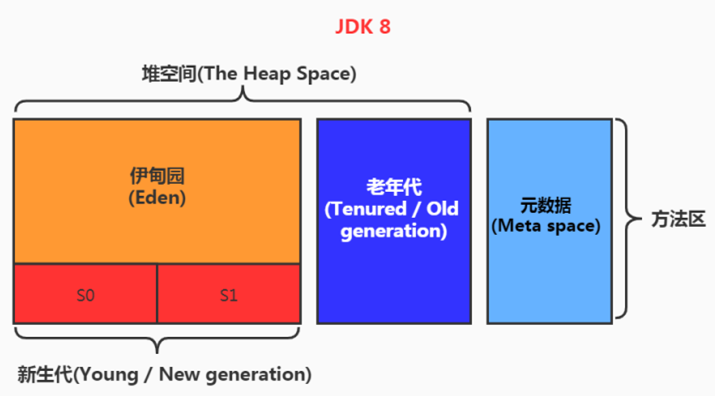 JDK 8
堆空间(The Heap Space)
伊甸园
(Eden)
老年代
(Tenured / Old
generation)
元数据
(Meta space)
方法区
S0
S1
新生代(Young / New generation)